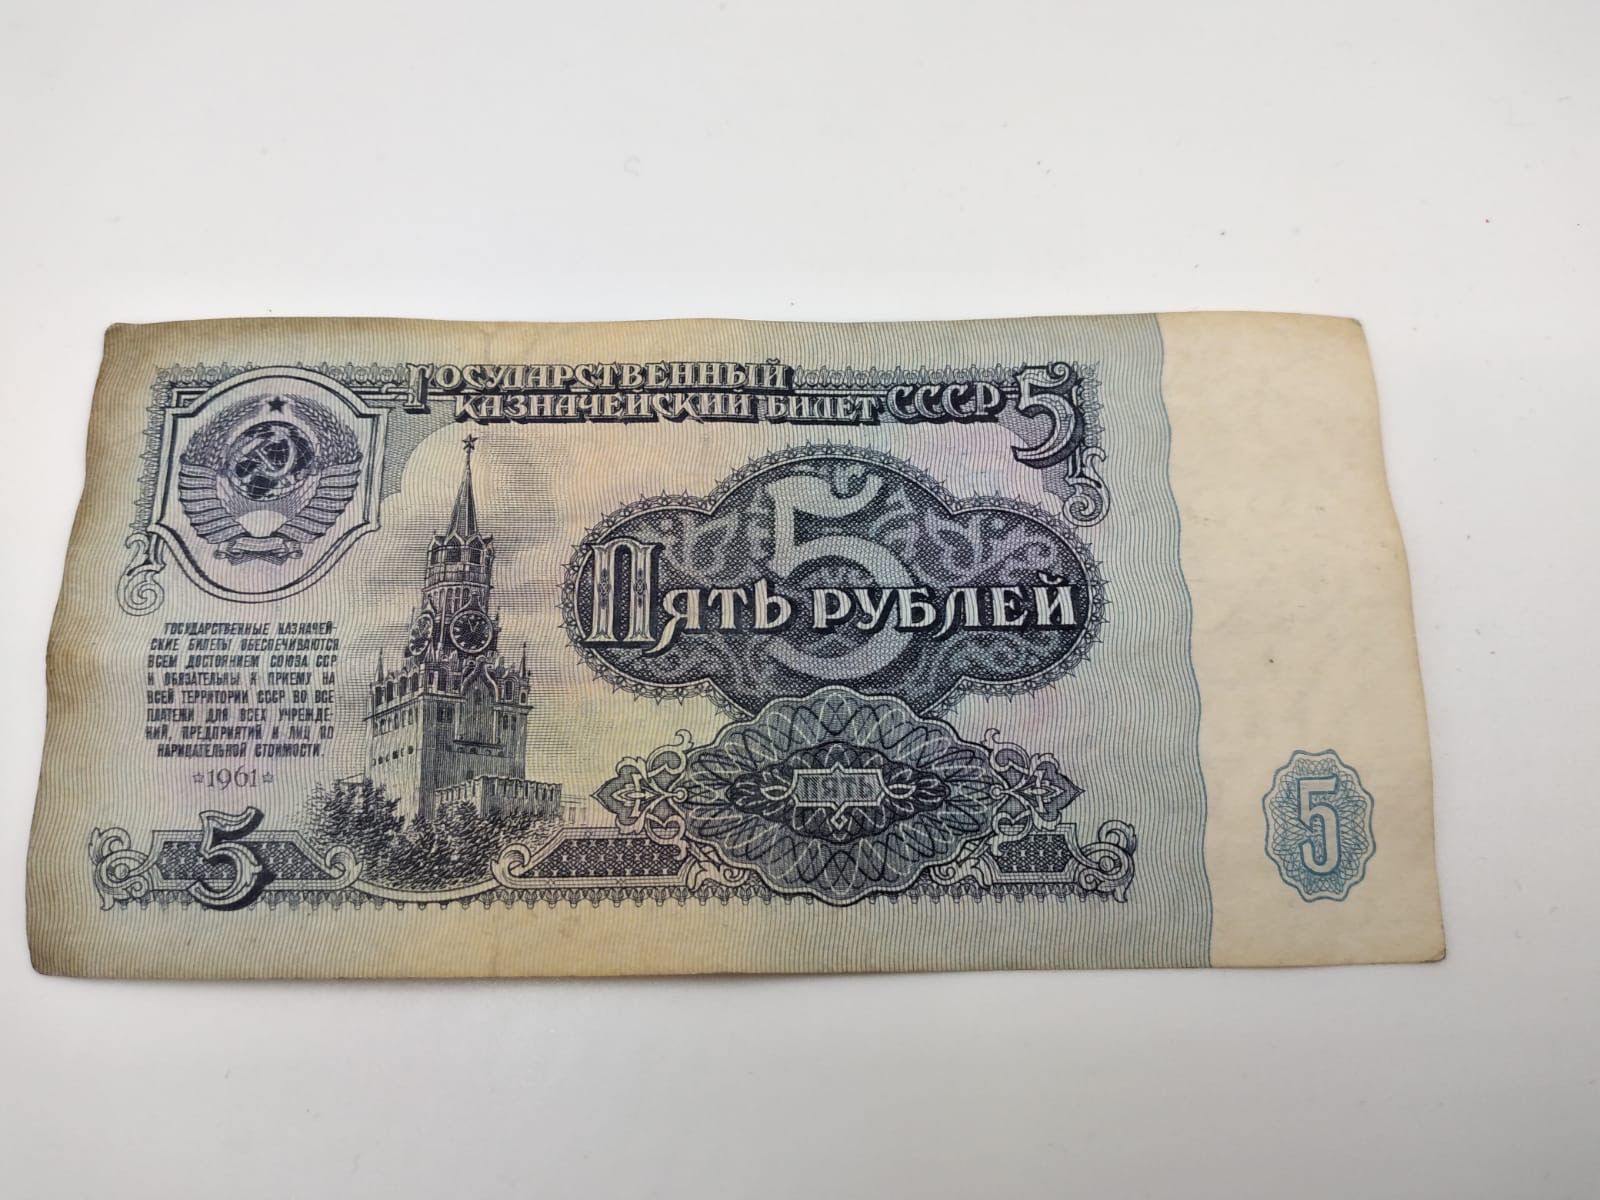 ГОСУДАРСТВЕННЫЙ
КАЗНАЧЕЙСКИЙ БИЛЕТ СССР 5
5
5
ПЯТЬ РУБЛЕЙ
ГОСУДАРСТВЕННЫЕ КАЗНАЧЕЙ-
СКИЕ БИЛЕТЫ ОБЕСПЕЧИВАЮТСЯ
ВСЕМ ДОСТОЯНИЕМ СОЮЗА ССР
И ОБЯЗАТЕЛЬНЫ К ПРИЕМУ НА
ВСЕЙ ТЕРРИТОРИИ СССР ВО ВСЕ
ПЛАТЕЖИ ДЛЯ ВСЕХ УЧРЕЖДЕ-
НИЙ, ПРЕДПРИЯТИЙ И ЛИЦ ПО
НАРИЦАТЕЛЬНОЙ СТОИМОСТИ.
☆1961☆
ПЯТЬ
5
5